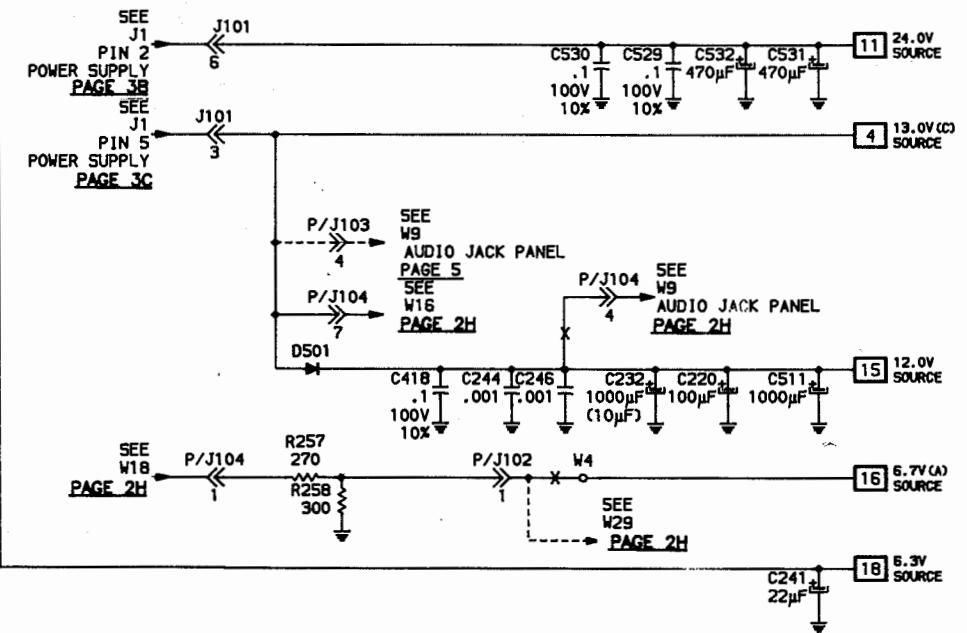 SEE
J1
PIN 2
POWER SUPPLY
PAGE 3B
J101
6
C530
.1
100V
10%
C529
.1
100V
10%
C532
470µF
+
C531
470µF
+
11
24.0V
SOURCE
SEE
J1
PIN 5
POWER SUPPLY
PAGE 3C
J101
3
4
13.0V(C)
SOURCE
P/J103
4
SEE
W9
AUDIO JACK PANEL
PAGE 5
P/J104
7
SEE
W16
PAGE 2H
P/J104
4
SEE
W9
AUDIO JACK PANEL
PAGE 2H
D501
C418
.1
100V
10%
C244
.001
C246
.001
C232
1000µF
(10µF)
+
C220
100µF
+
C511
1000µF
+
15
12.0V
SOURCE
SEE
W18
PAGE 2H
P/J104
1
R257
270
R258
300
P/J102
1
X
W4
16
6.7V(A)
SOURCE
SEE
W29
PAGE 2H
18
6.3V
SOURCE
C241
22µF
+